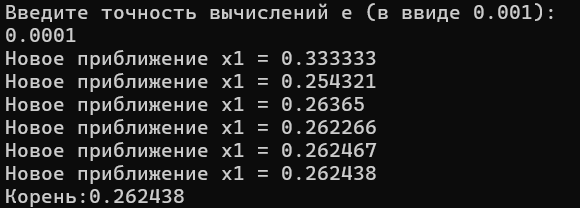 Введите точность вычислений e (в ввиде 0.001):
0.0001
Новое приближение x1 = 0.333333
Новое приближение x1 = 0.254321
Новое приближение x1 = 0.26365
Новое приближение x1 = 0.262266
Новое приближение x1 = 0.262467
Новое приближение x1 = 0.262438
Корень:0.262438